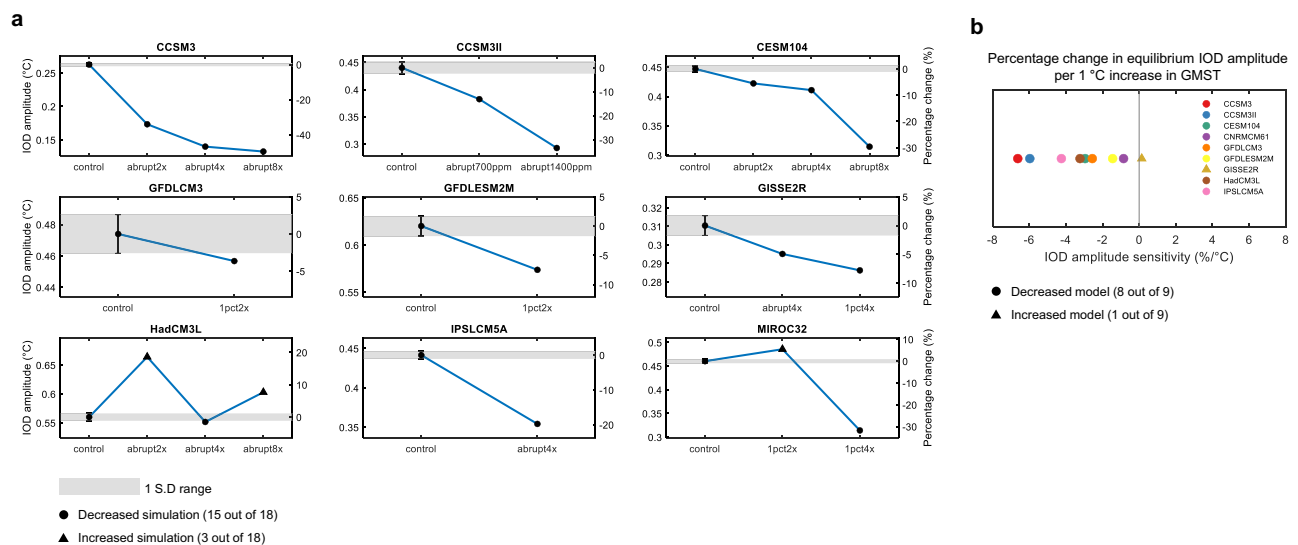 a
CCSM3
IOD amplitude (°C)
0.25
0.2
0.15
0
-20
-40
control abrupt2x abrupt4x abrupt8x
CCSM3II
0.45
0.4
0.35
0.3
0
-10
-20
-30
control abrupt700ppm abrupt1400ppm
CESM104
0.45
0.4
0.35
0.3
0
-10
-20
-30
Percentage change (%)
control abrupt2x abrupt4x abrupt8x
GFDLCM3
IOD amplitude (°C)
0.48
0.46
0.44
5
0
-5
control 1pct2x
GFDLESM2M
0.65
0.6
0.55
5
0
-5
-10
control 1pct2x
GISSE2R
0.32
0.31
0.3
0.29
0.28
5
0
-5
-10
Percentage change (%)
control abrupt4x 1pct4x
HadCM3L
IOD amplitude (°C)
0.65
0.6
0.55
20
10
0
control abrupt2x abrupt4x abrupt8x
IPSLCM5A
0.45
0.4
0.35
0
-10
-20
control abrupt4x
MIROC32
0.5
0.45
0.4
0.35
0.3
10
0
-10
-20
-30
Percentage change (%)
control 1pct2x 1pct4x
1 S.D range
Decreased simulation (15 out of 18)
Increased simulation (3 out of 18)
b
Percentage change in equilibrium IOD amplitude
per 1 °C increase in GMST
CCSM3
CCSM3II
CESM104
CNRMCM61
GFDLCM3
GFDLESM2M
GISSE2R
HadCM3L
IPSLCM5A
-8 -6 -4 -2 0 2 4 6 8
IOD amplitude sensitivity (%/°C)
Decreased model (8 out of 9)
Increased model (1 out of 9)